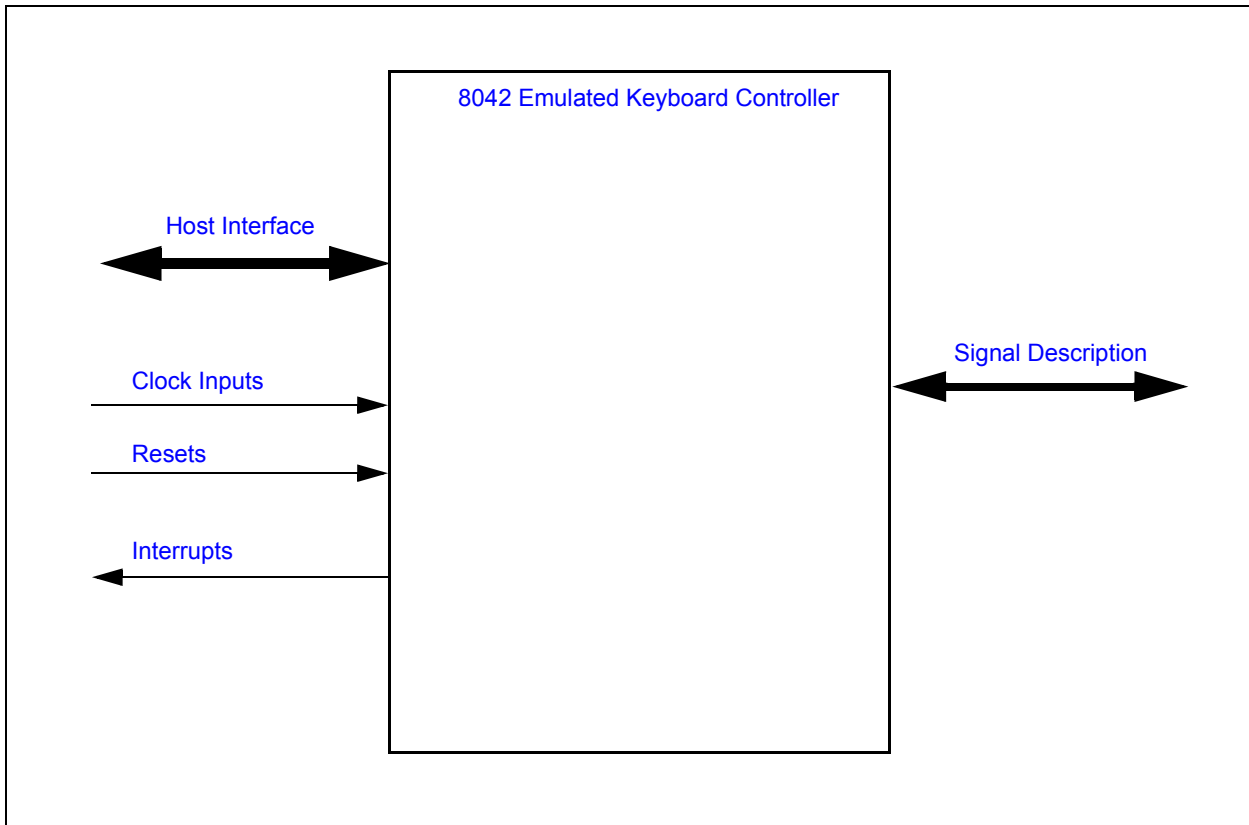 8042 Emulated Keyboard Controller
Host Interface
Signal Description
Clock Inputs
Resets
Interrupts